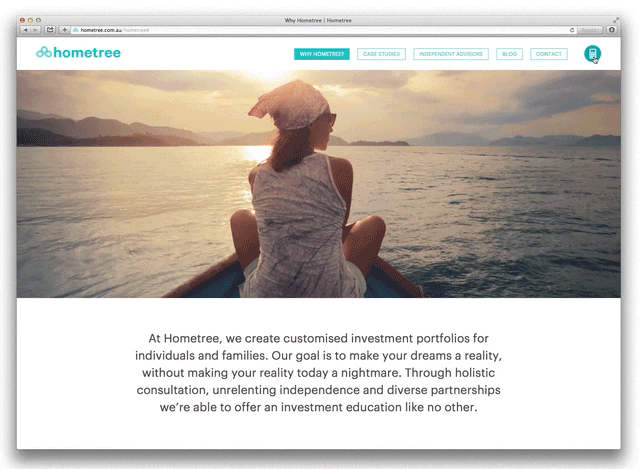 Why Hometree | Hometree
hometree.com.au/hometree#
Reader
hometree
WHY HOMETREE?
CASE STUDIES
INDEPENDENT ADVISORS
BLOG
CONTACT
At Hometree, we create customised investment portfolios for
individuals and families. Our goal is to make your dreams a reality,
without making your reality today a nightmare. Through holistic
consultation, unrelenting independence and diverse partnerships
we're able to offer an investment education like no other.